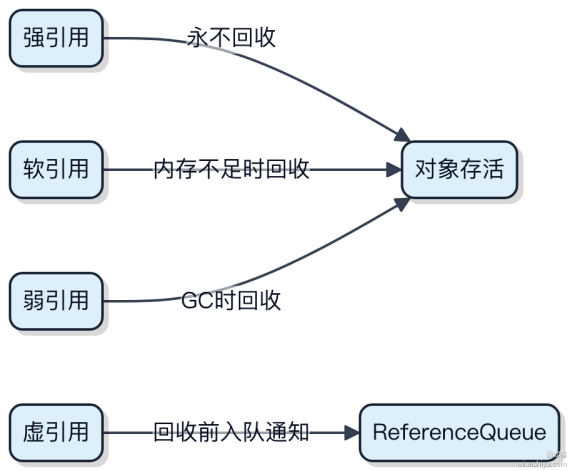 强引用
永不回收
软引用
内存不足时回收
对象存活
弱引用
GC时回收
虚引用
回收前入队通知
ReferenceQueue